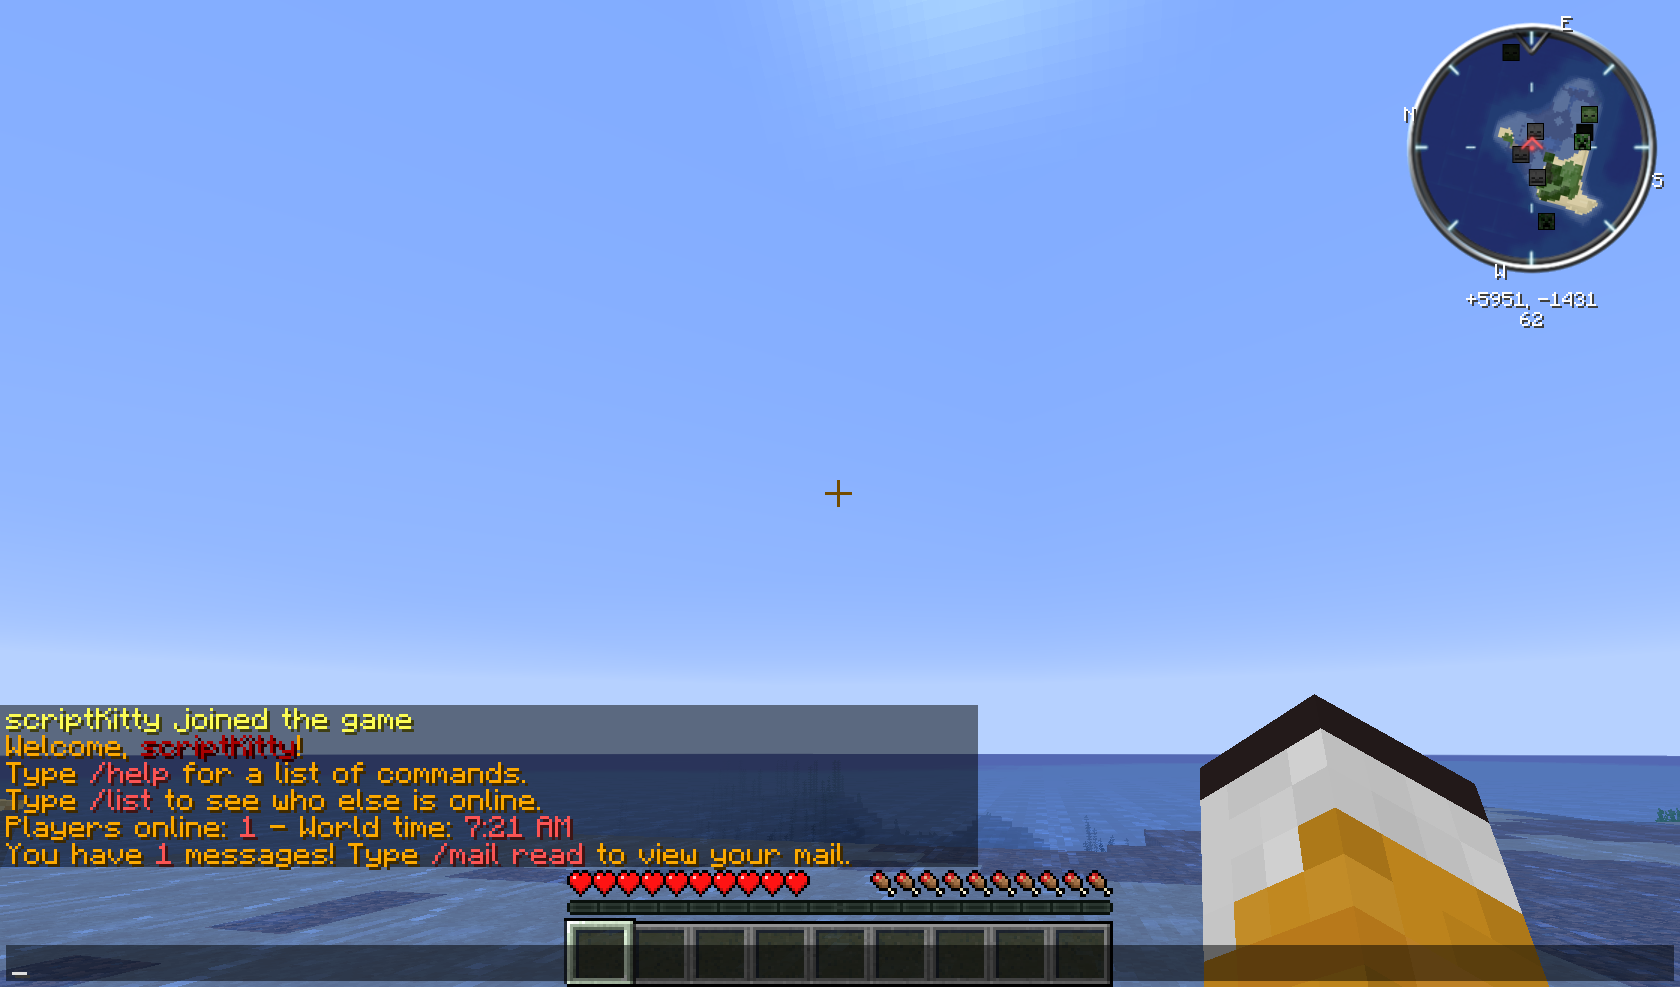 E
N
S
W
+5951, -1431
62
scriptKitty joined the game
Welcome, scriptKitty!
Type /help for a list of commands.
Type /list to see who else is online.
Players online: 1 - World time: 7:21 AM
You have 1 messages! Type /mail read to view your mail.
_